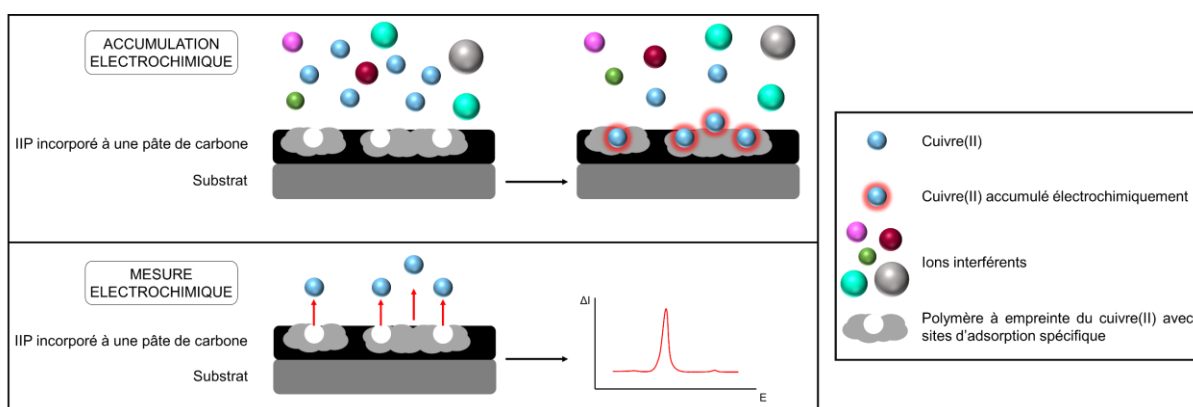 ACCUMULATION
ELECTROCHIMIQUE
IIP incorporé à une pâte de carbone
Substrat
MESURE
ELECTROCHIMIQUE
IIP incorporé à une pâte de carbone
Substrat
ΔI
E
Cuivre(II)
Cuivre(II) accumulé électrochimiquement
Ions interférents
Polymère à empreinte du cuivre(II) avec
sites d'adsorption spécifique